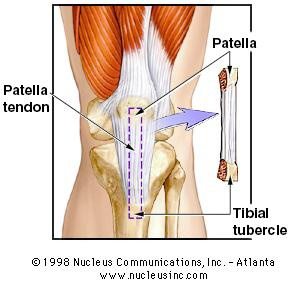 Patella
Patella
tendon
Tibial
tubercle
© 1998 Nucleus Communications, Inc. - Atlanta
www.nucleusinc.com